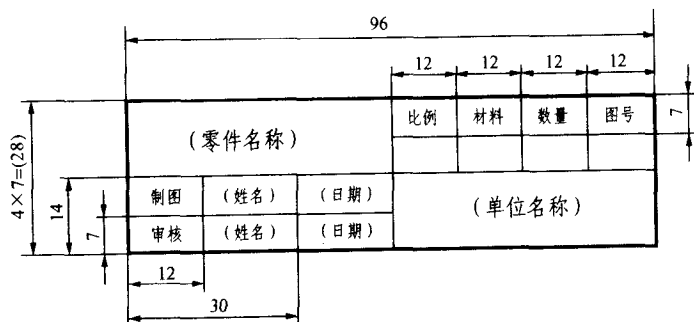 96
12 12 12 12
比例 材料 数量 图号
7
(零件名称)
4×7=(28)
14
制图 (姓名) (日期)
(单位名称)
7
审核 (姓名) (日期)
12
30